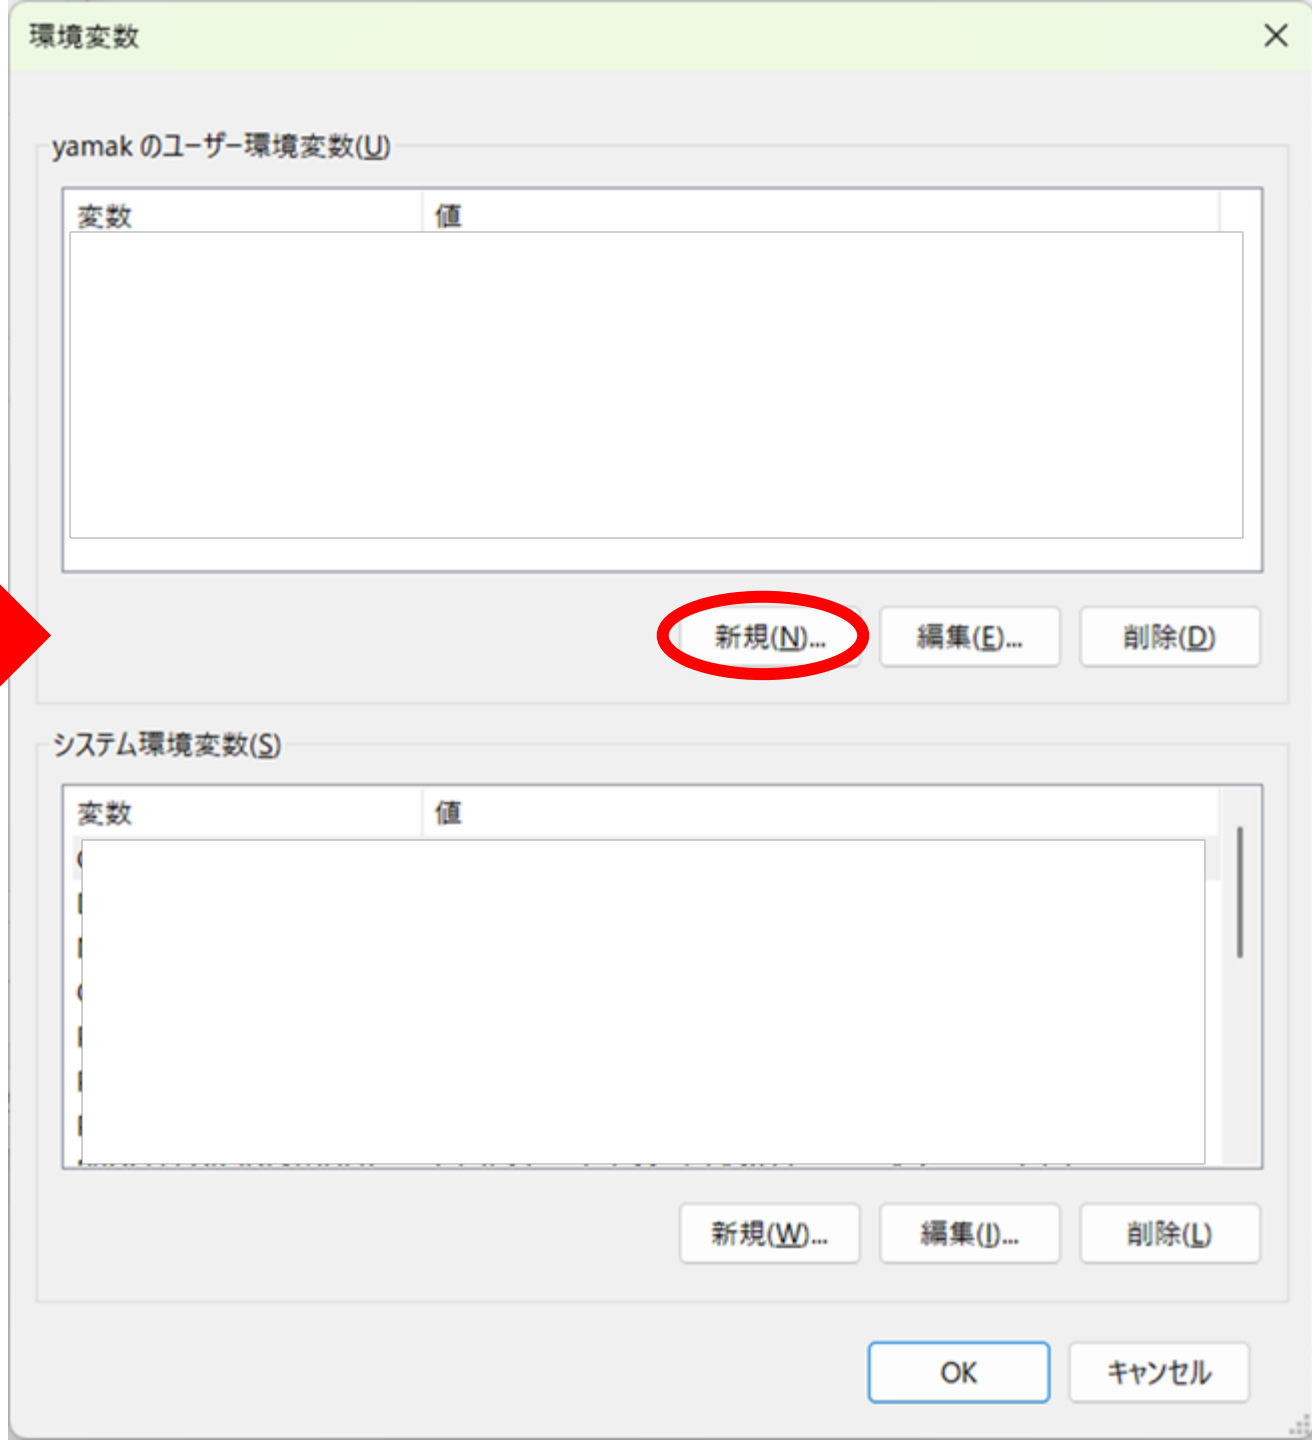 環境変数
yamak のユーザー環境変数(U)
変数 値
新規(N)... 編集(E)... 削除(D)
システム環境変数(S)
変数 値
新規(W)... 編集(I)... 削除(L)
OK キャンセル